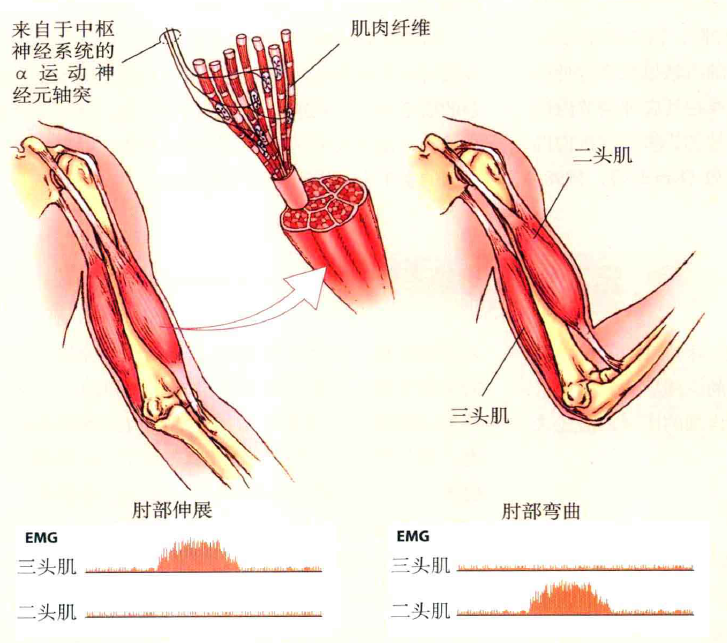 来自于中枢
神经系统的
α 运动神
经元轴突
肌肉纤维
二头肌
三头肌
肘部伸展
EMG
三头肌
二头肌
肘部弯曲
EMG
三头肌
二头肌